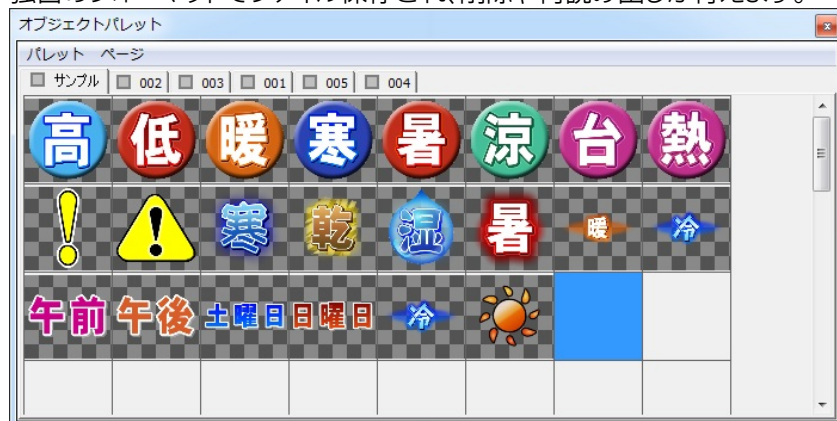 オブジェクトパレット
パレット ページ
サンプル 002 003 001 005 004
高 低 暖 寒 暑 涼 台 熱
! ! 寒 乾 湿 暑 暖 冷
午前 午後 土曜日 日曜日 冷